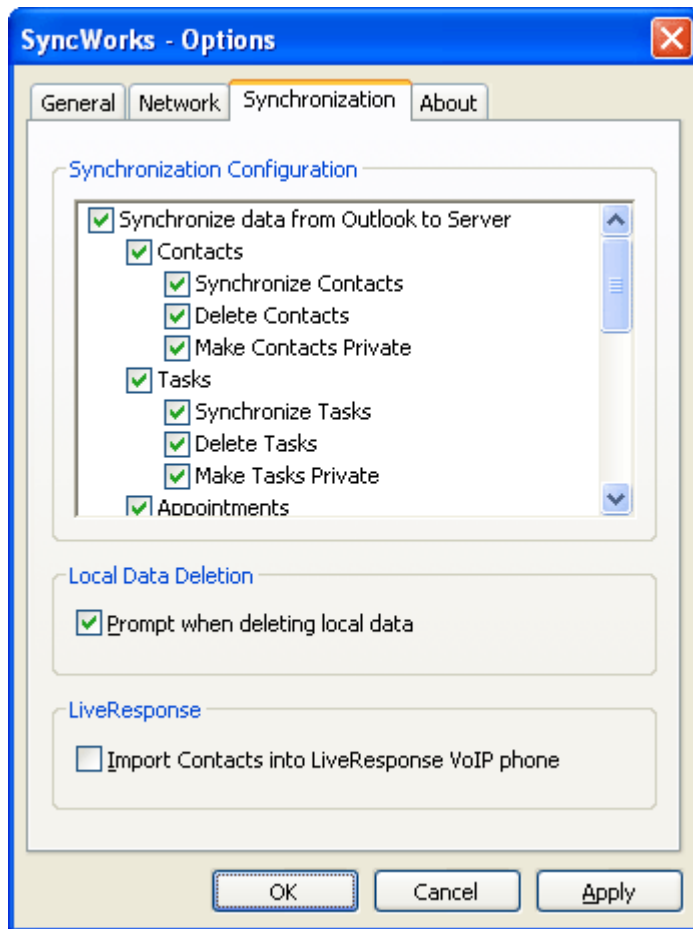 SyncWorks - Options
General Network Synchronization About
Synchronization Configuration
Synchronize data from Outlook to Server
Contacts
Synchronize Contacts
Delete Contacts
Make Contacts Private
Tasks
Synchronize Tasks
Delete Tasks
Make Tasks Private
Appointments
Local Data Deletion
Prompt when deleting local data
LiveResponse
Import Contacts into LiveResponse VoIP phone
OK Cancel Apply